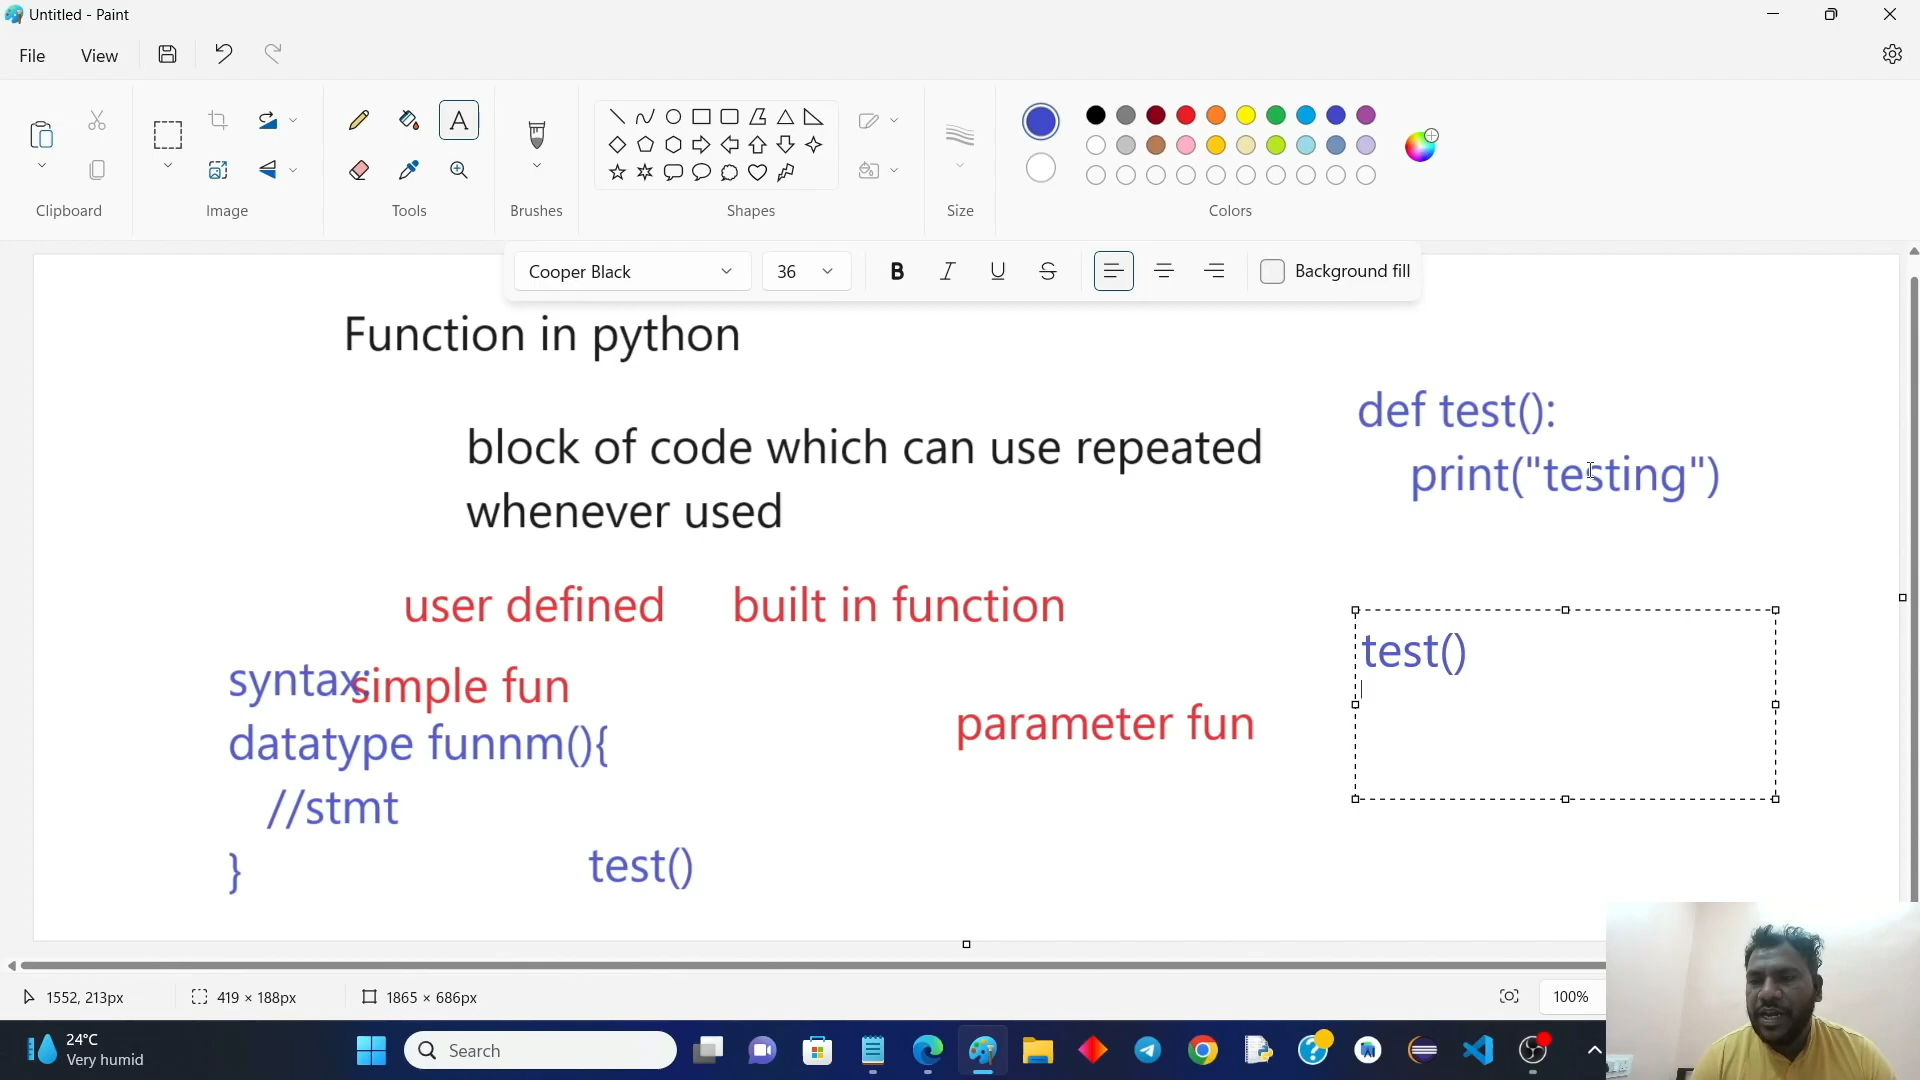 Untitled - Paint
File View
Clipboard
Image
Tools
Brushes
Shapes
Size
Colors
Cooper Black 36 B I U S Background fill
Function in python
block of code which can use repeated
whenever used
user defined built in function
syntax:
simple fun
datatype funnm(){
parameter fun
//stmt
}
test()
def test():
print("testing")
test()
1552, 213px 419 × 188px 1865 × 686px 100%
24°C
Very humid
Search